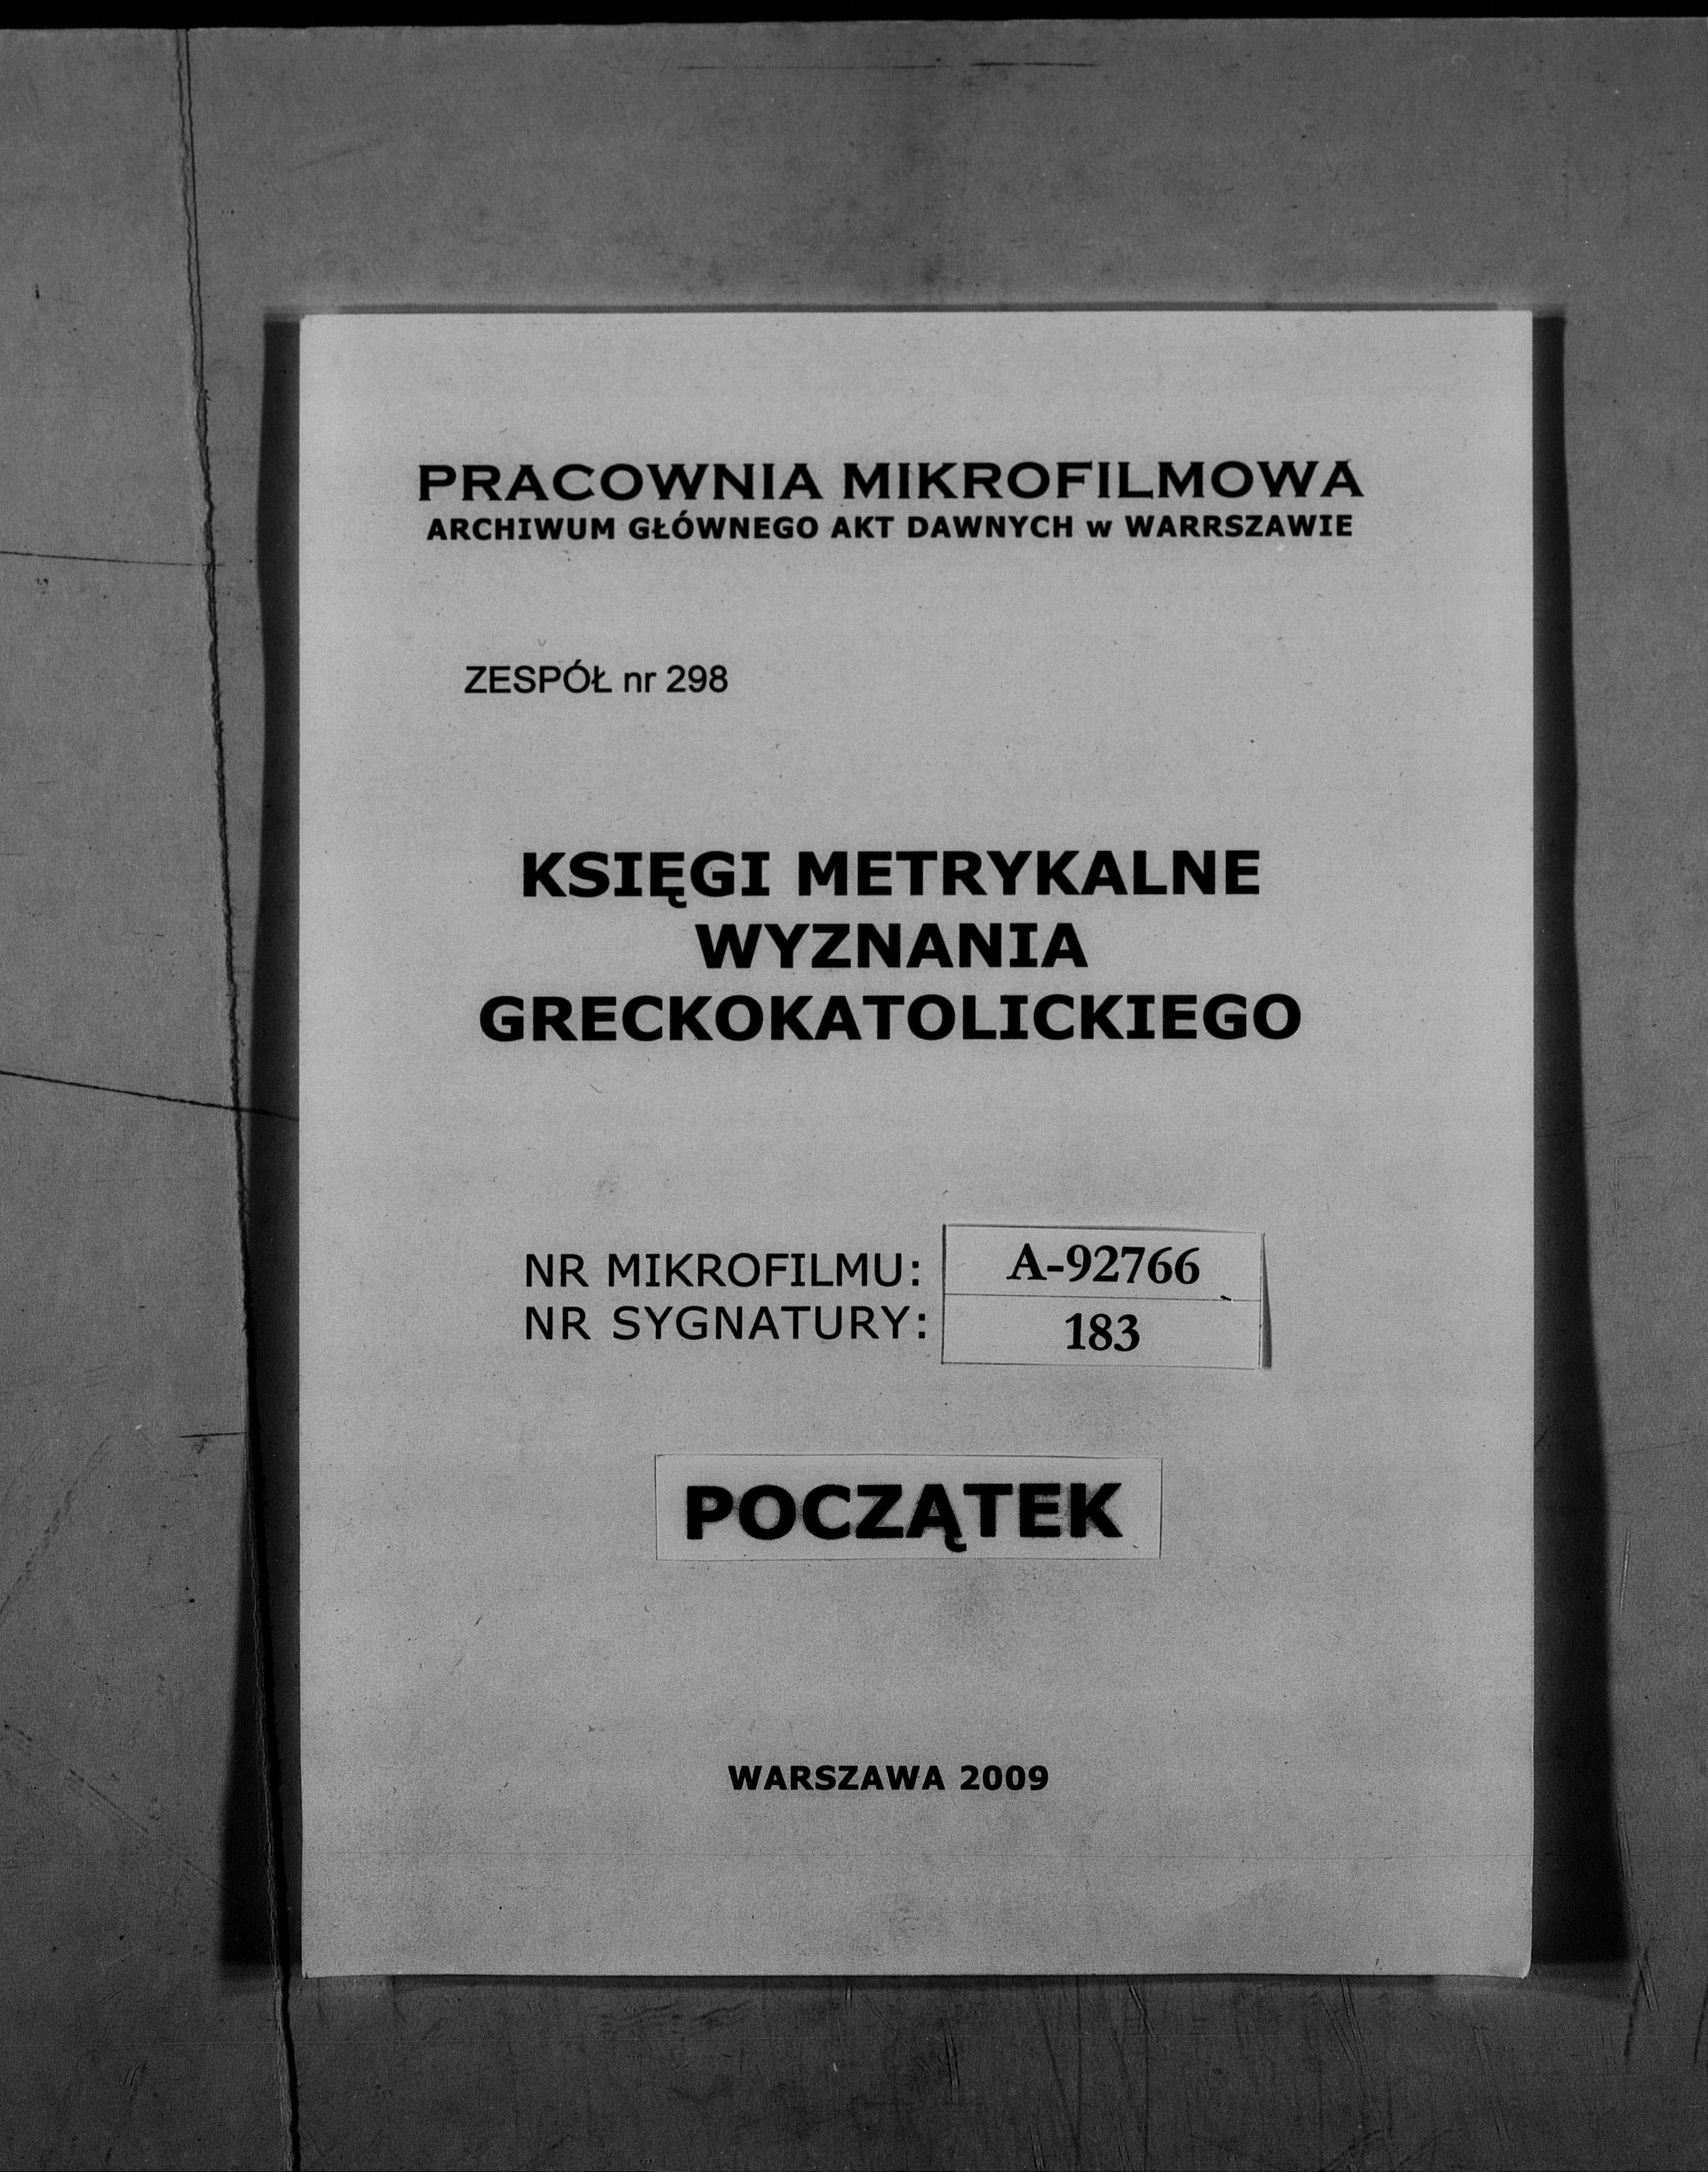 PRACOWNIA MIKROFILMOWA
ARCHIWUM GŁÓWNEGO AKT DAWNYCH w WARRSZAWIE
ZESPÓŁ nr 298
KSIĘGI METRYKALNE
WYZNANIA
GRECKOKATOLICKIEGO
NR MIKROFILMU: A-92766
NR SYGNATURY: 183
POCZĄTEK
WARSZAWA 2009